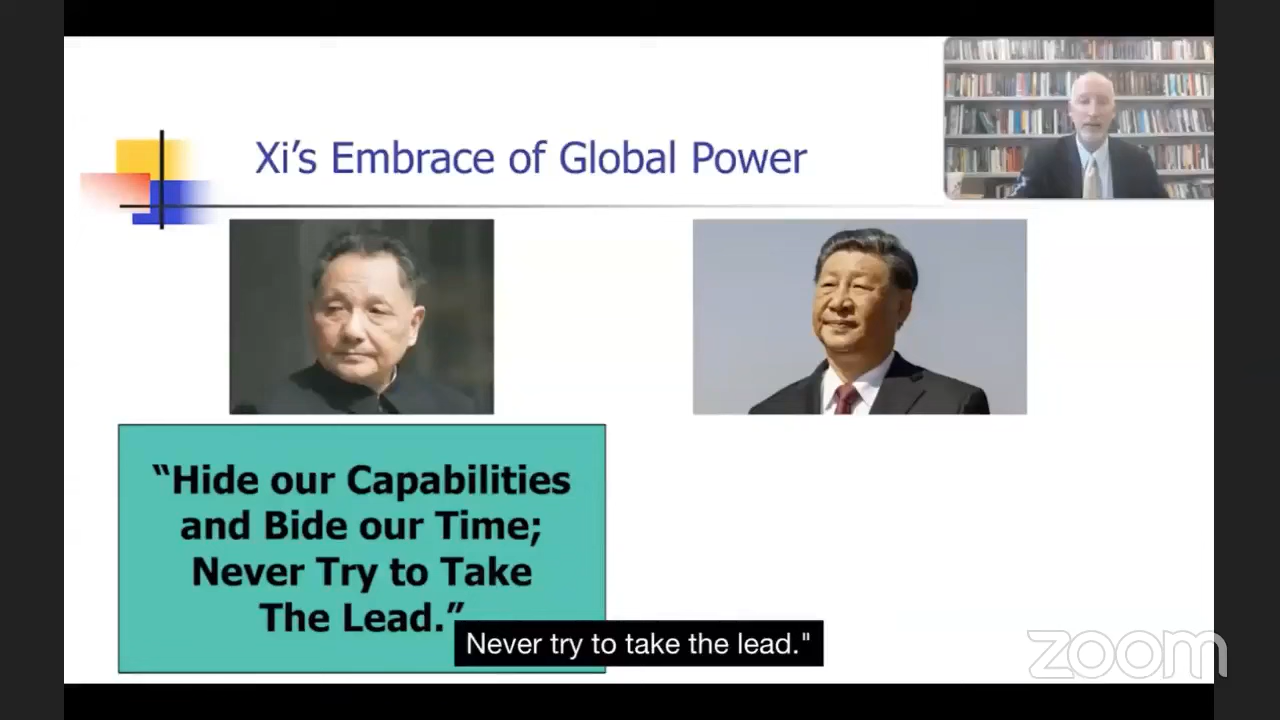 Xi’s Embrace of Global Power
“Hide our Capabilities
and Bide our Time;
Never Try to Take
The Lead.”
Never try to take the lead."
zoom